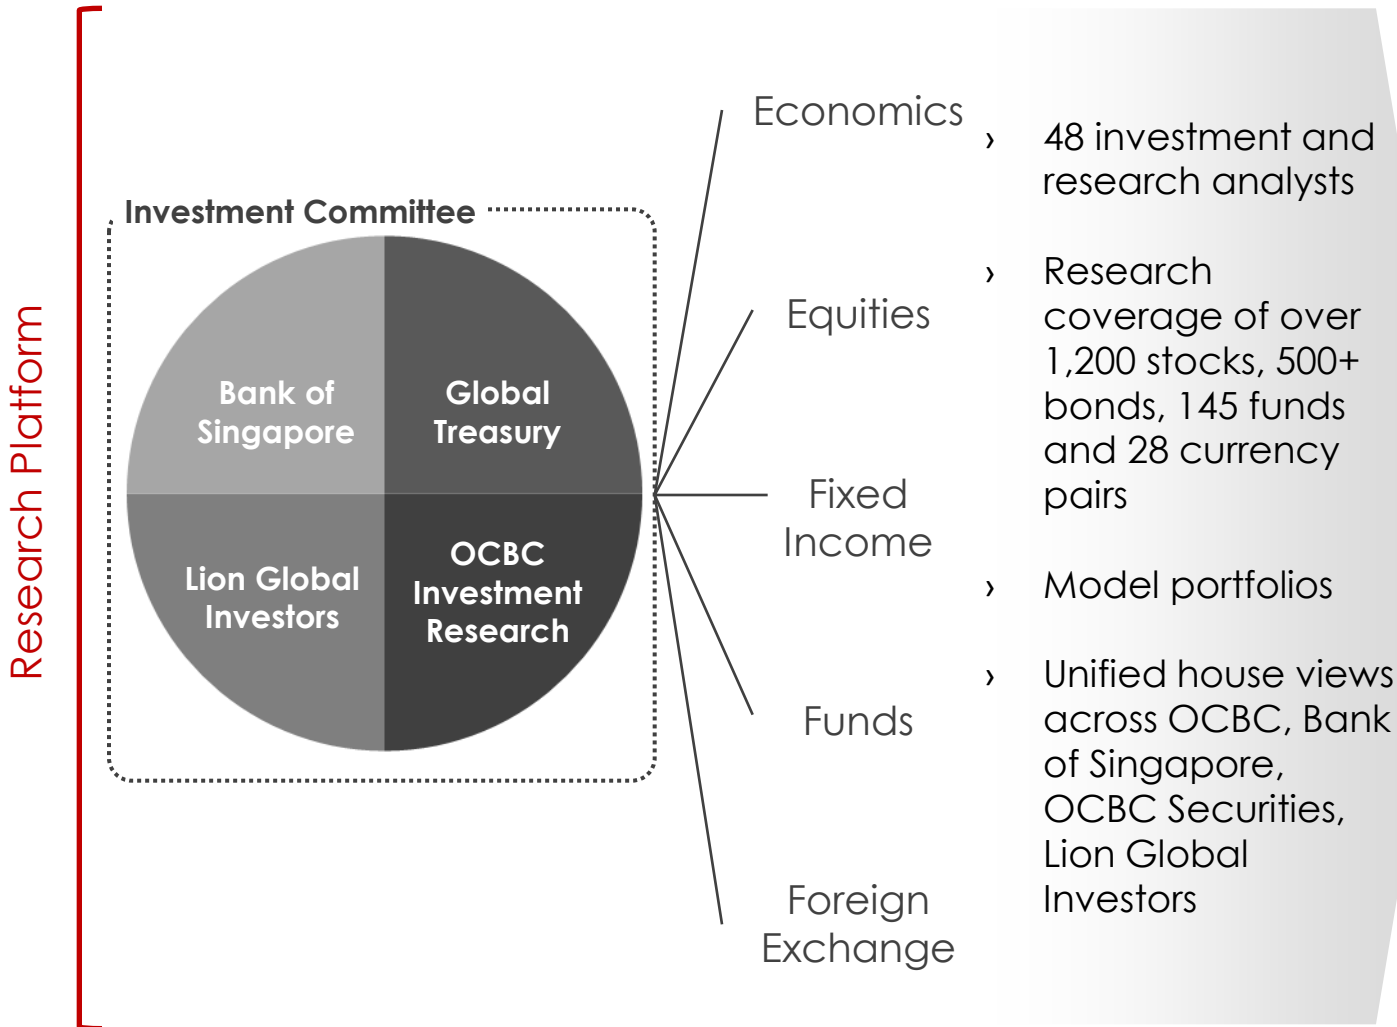 Research Platform
Investment Committee
Bank of
Singapore
Global
Treasury
Lion Global
Investors
OCBC
Investment
Research
Economics
Equities
Fixed
Income
Funds
Foreign
Exchange
› 48 investment and
research analysts
› Research
coverage of over
1,200 stocks, 500+
bonds, 145 funds
and 28 currency
pairs
› Model portfolios
› Unified house views
across OCBC, Bank
of Singapore,
OCBC Securities,
Lion Global
Investors